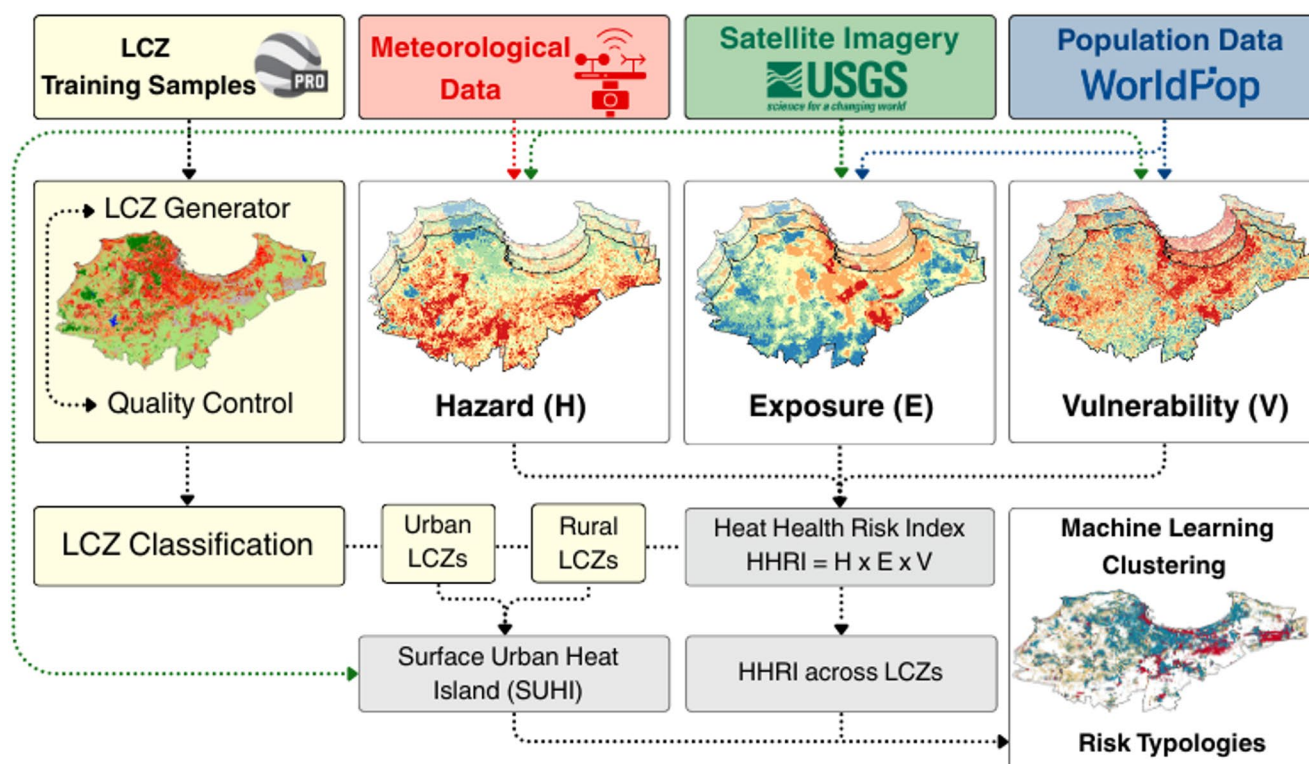 LCZ
Training Samples
PRO
Meteorological
Data
Satellite Imagery
USGS
science for a changing world
Population Data
WorldPop
LCZ Generator
Quality Control
Hazard (H)
Exposure (E)
Vulnerability (V)
LCZ Classification
Urban
LCZs
Rural
LCZs
Heat Health Risk Index
HHRI = H x E x V
Machine Learning
Clustering
Surface Urban Heat
Island (SUHI)
HHRI across LCZs
Risk Typologies